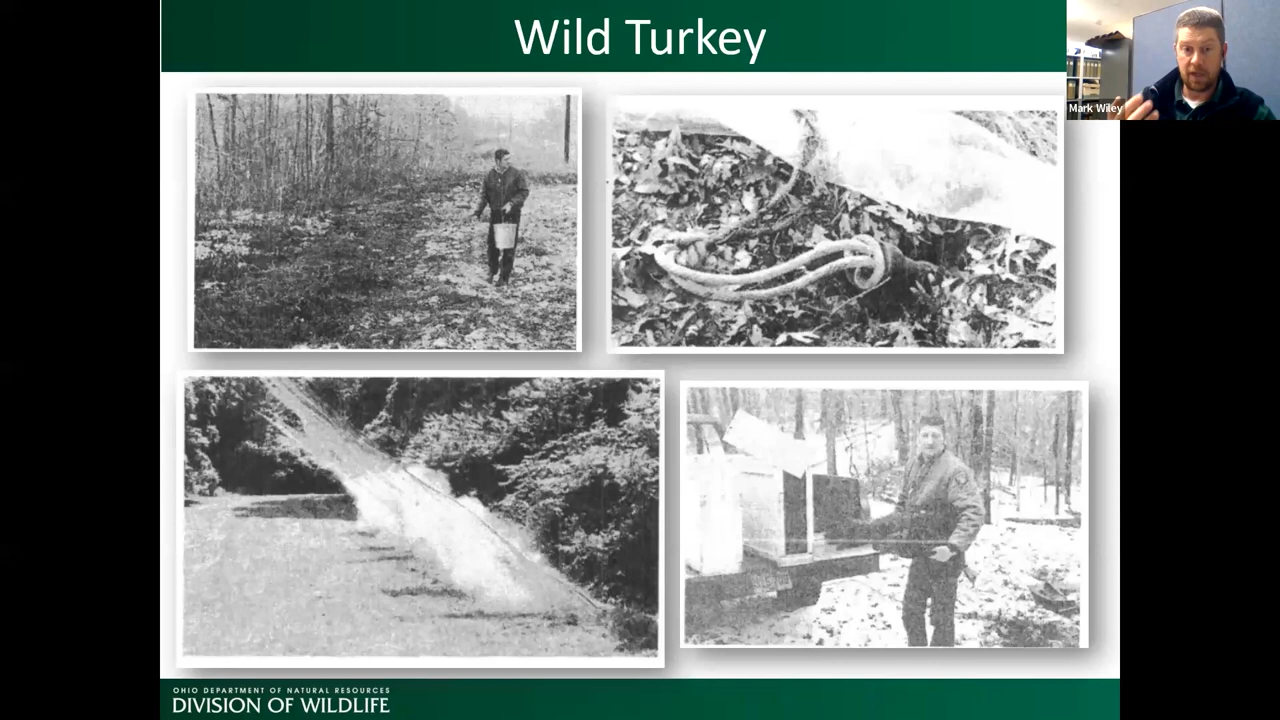 Wild Turkey
Mark Wiley
OHIO DEPARTMENT OF NATURAL RESOURCES
DIVISION OF WILDLIFE